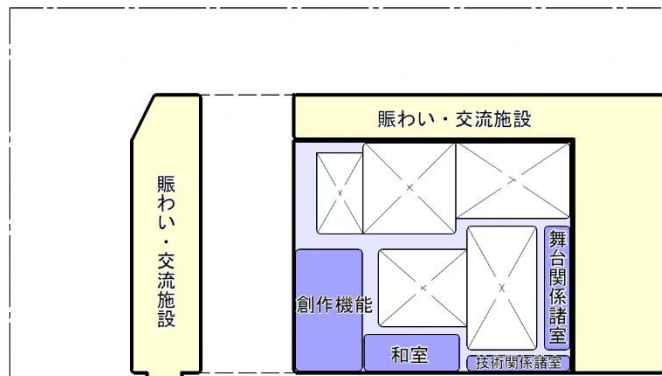 賑わい・交流施設
賑わい・交流施設
創作機能
舞台関係諸室
和室
技術関係諸室